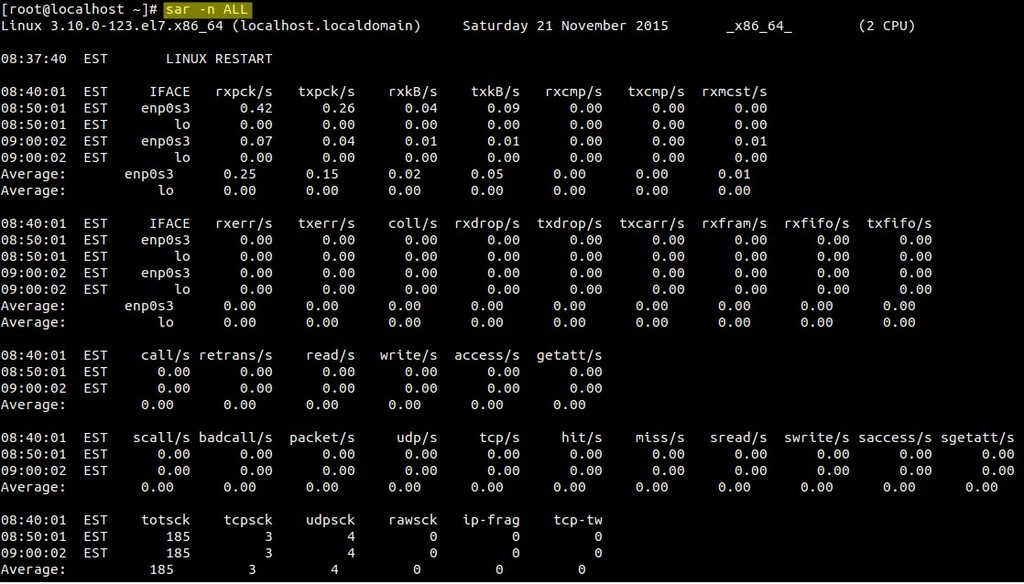 [root@localhost ~]# sar -n ALL
Linux 3.10.0-123.el7.x86_64 (localhost.localdomain) Saturday 21 November 2015 _x86_64_ (2 CPU)
08:37:40 EST LINUX RESTART
08:40:01 EST IFACE rxpck/s txpck/s rxkB/s txkB/s rxcmp/s txcmp/s rxmcst/s
08:50:01 EST enp0s3 0.42 0.26 0.04 0.09 0.00 0.00 0.00
08:50:01 EST lo 0.00 0.00 0.00 0.00 0.00 0.00 0.00
09:00:02 EST enp0s3 0.07 0.04 0.01 0.01 0.00 0.00 0.01
09:00:02 EST lo 0.00 0.00 0.00 0.00 0.00 0.00 0.00
Average: enp0s3 0.25 0.15 0.02 0.05 0.00 0.00 0.01
Average: lo 0.00 0.00 0.00 0.00 0.00 0.00 0.00
08:40:01 EST IFACE rxerr/s txerr/s coll/s rxdrop/s txdrop/s txcarr/s rxfram/s rxfifo/s txfifo/s
08:50:01 EST enp0s3 0.00 0.00 0.00 0.00 0.00 0.00 0.00 0.00 0.00
08:50:01 EST lo 0.00 0.00 0.00 0.00 0.00 0.00 0.00 0.00 0.00
09:00:02 EST enp0s3 0.00 0.00 0.00 0.00 0.00 0.00 0.00 0.00 0.00
09:00:02 EST lo 0.00 0.00 0.00 0.00 0.00 0.00 0.00 0.00 0.00
Average: enp0s3 0.00 0.00 0.00 0.00 0.00 0.00 0.00 0.00 0.00
Average: lo 0.00 0.00 0.00 0.00 0.00 0.00 0.00 0.00 0.00
08:40:01 EST call/s retrans/s read/s write/s access/s getatt/s
08:50:01 EST 0.00 0.00 0.00 0.00 0.00 0.00
09:00:02 EST 0.00 0.00 0.00 0.00 0.00 0.00
Average: 0.00 0.00 0.00 0.00 0.00 0.00
08:40:01 EST scall/s badcall/s packet/s udp/s tcp/s hit/s miss/s sread/s swrite/s saccess/s sgetatt/s
08:50:01 EST 0.00 0.00 0.00 0.00 0.00 0.00 0.00 0.00 0.00 0.00 0.00
09:00:02 EST 0.00 0.00 0.00 0.00 0.00 0.00 0.00 0.00 0.00 0.00 0.00
Average: 0.00 0.00 0.00 0.00 0.00 0.00 0.00 0.00 0.00 0.00 0.00
08:40:01 EST totsck tcpsck udpsck rawsck ip-frag tcp-tw
08:50:01 EST 185 3 4 0 0 0
09:00:02 EST 185 3 4 0 0 0
Average: 185 3 4 0 0 0